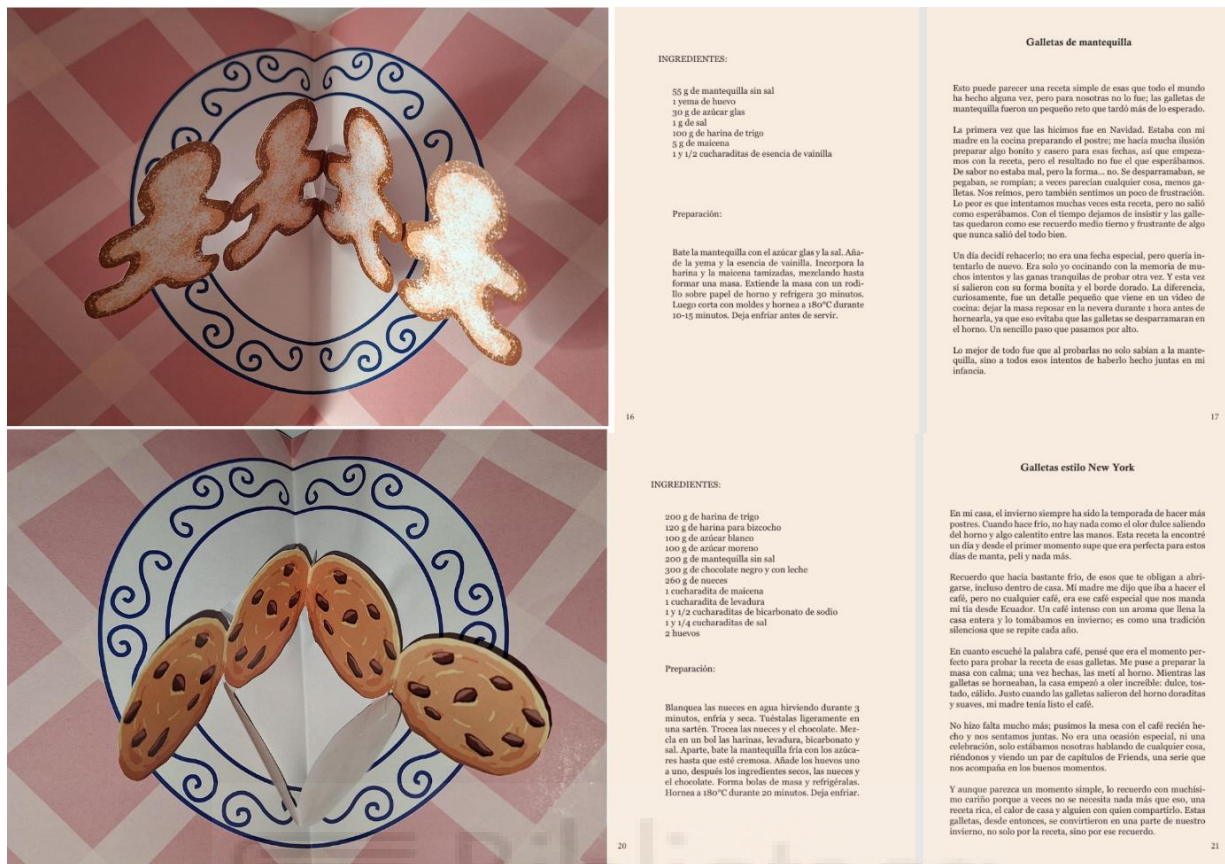 INGREDIENTES:
55 g de mantequilla sin sal
1 yema de huevo
30 g de azúcar glas
1 g de sal
100 g de harina de trigo
5 g de maicena
1 y 1/2 cucharaditas de esencia de vainilla
Preparación:
Bate la mantequilla con el azúcar glas y la sal. Aña-
de la yema y la esencia de vainilla. Incorpora la
harina y la maicena tamizadas, mezclando hasta
formar una masa. Extiende la masa con un rodi-
llo sobre papel de horno y refrigera 30 minutos.
Luego corta con moldes y hornea a 180°C durante
10-15 minutos. Deja enfriar antes de servir.
16
Galletas de mantequilla
Esto puede parecer una receta simple de esas que todo el mundo
ha hecho alguna vez, pero para nosotras no lo fue; las galletas de
mantequilla fueron un pequeño reto que tardó más de lo esperado.
La primera vez que las hicimos fue en Navidad. Estaba con mi
madre en la cocina preparando el postre; me hacía mucha ilusión
preparar algo bonito y casero para esas fechas, así que empeza-
mos con la receta, pero el resultado no fue el que esperábamos.
De sabor no estaba mal, pero la forma... no. Se desparramaban, se
pegaban, se rompían; a veces parecían cualquier cosa, menos ga-
lletas. Nos reímos, pero también sentimos un poco de frustración.
Lo peor es que intentamos muchas veces esta receta, pero no salió
como esperábamos. Con el tiempo dejamos de insistir y las galle-
tas quedaron como ese recuerdo medio tierno y frustrante de algo
que nunca salió del todo bien.
Un día decidí rehacerlo; no era una fecha especial, pero quería in-
tentarlo de nuevo. Era solo yo cocinando con la memoria de mu-
chos intentos y las ganas tranquilas de probar otra vez. Y esta vez
sí salieron con su forma bonita y el borde dorado. La diferencia,
curiosamente, fue un detalle pequeño que viene en un video de
cocina: dejar la masa reposar en la nevera durante 1 hora antes de
hornearla, ya que eso evitaba que las galletas se desparramaran en
el horno. Un sencillo paso que pasamos por alto.
Lo mejor de todo fue que al probarlas no solo sabían a la mante-
quilla, sino a todos esos intentos de haberlo hecho juntas en mi
infancia.
17
INGREDIENTES:
200 g de harina de trigo
120 g de harina para bizcocho
100 g de azúcar blanco
100 g de azúcar moreno
200 g de mantequilla sin sal
300 g de chocolate negro y con leche
260 g de nueces
1 cucharadita de maicena
1 cucharadita de levadura
1 y 1/2 cucharaditas de bicarbonato de sodio
1 y 1/4 cucharaditas de sal
2 huevos
Preparación:
Blanquea las nueces en agua hirviendo durante 3
minutos, enfría y seca. Tuéstalas ligeramente en
una sartén. Trocea las nueces y el chocolate. Mez-
cla en un bol las harinas, levadura, bicarbonato y
sal. Aparte, bate la mantequilla fría con los azúca-
res hasta que esté cremosa. Añade los huevos uno
a uno, después los ingredientes secos, las nueces y
el chocolate. Forma bolas de masa y refrigéralas.
Hornea a 180°C durante 20 minutos. Deja enfriar.
20
Galletas estilo New York
En mi casa, el invierno siempre ha sido la temporada de hacer más
postres. Cuando hace frío, no hay nada como el olor dulce saliendo
del horno y algo calentito entre las manos. Esta receta la encontré
un día y desde el primer momento supe que era perfecta para estos
días de manta, peli y nada más.
Recuerdo que hacía bastante frío, de esos que te obligan a abri-
garse, incluso dentro de casa. Mi madre me dijo que iba a hacer el
café, pero no cualquier café, era ese café especial que nos manda
mi tía desde Ecuador. Un café intenso con un aroma que llena la
casa entera y lo tomábamos en invierno; es como una tradición
silenciosa que se repite cada año.
En cuanto escuché la palabra café, pensé que era el momento per-
fecto para probar la receta de esas galletas. Me puse a preparar la
masa con calma; una vez hechas, las metí al horno. Mientras las
galletas se horneaban, la casa empezó a oler increíble: dulce, tos-
tado, cálido. Justo cuando las galletas salieron del horno doraditas
y suaves, mi madre tenía listo el café.
No hizo falta mucho más; pusimos la mesa con el café recién he-
cho y nos sentamos juntas. No era una ocasión especial, ni una
celebración, solo estábamos nosotras hablando de cualquier cosa,
riéndonos y viendo un par de capítulos de Friends, una serie que
nos acompaña en los buenos momentos.
Y aunque parezca un momento simple, lo recuerdo con muchísi-
mo cariño porque a veces no se necesita nada más que eso, una
receta rica, el calor de casa y alguien con quien compartirlo. Estas
galletas, desde entonces, se convirtieron en una parte de nuestro
invierno, no solo por la receta, sino por ese recuerdo.
21